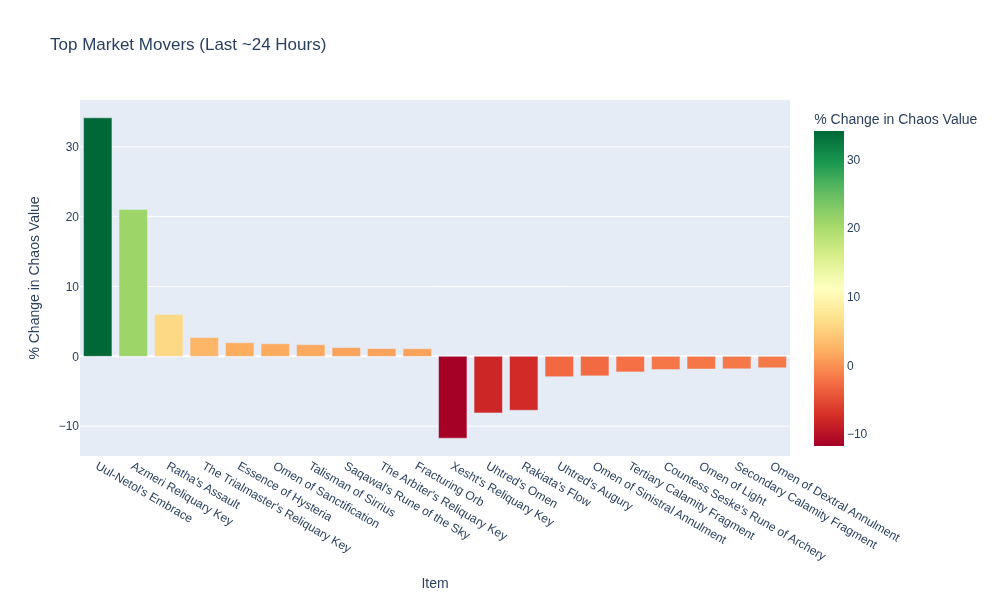 Top Market Movers (Last ~24 Hours)
% Change in Chaos Value
30
20
10
0
−10
Uul-Netol's Embrace
Azmeri Reliquary Key
Ratha's Assault
The Trialmaster's Reliquary Key
Essence of Hysteria
Omen of Sanctification
Talisman of Sirrius
Saqawal's Rune of the Sky
The Arbiter's Reliquary Key
Fracturing Orb
Xesht's Reliquary Key
Uhtred's Omen
Rakiata's Flow
Uhtred's Augury
Omen of Sinistral Annulment
Tertiary Calamity Fragment
Countess Seske's Rune of Archery
Omen of Light
Secondary Calamity Fragment
Omen of Dextral Annulment
Item
% Change in Chaos Value
30
20
10
0
−10